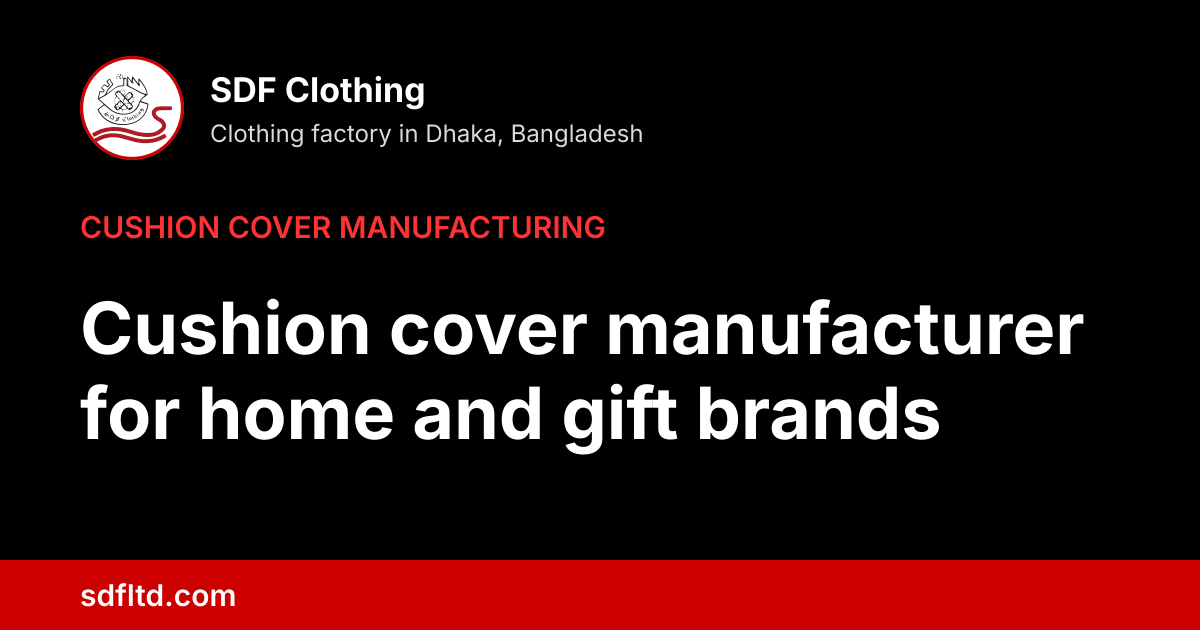 SDF Clothing
Clothing factory in Dhaka, Bangladesh
CUSHION COVER MANUFACTURING
Cushion cover manufacturer
for home and gift brands
sdfltd.com